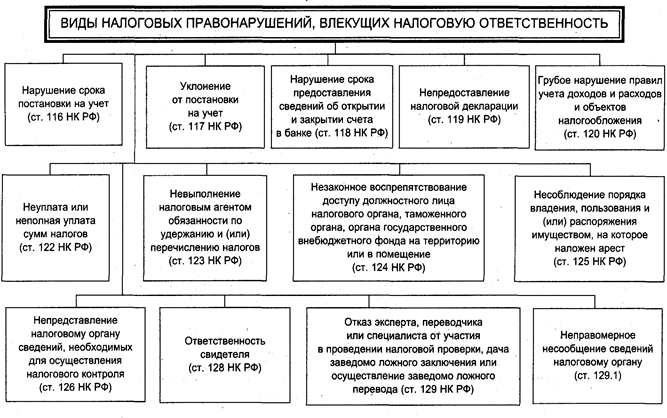 ВИДЫ НАЛОГОВЫХ ПРАВОНАРУШЕНИЙ, ВЛЕКУЩИХ НАЛОГОВУЮ ОТВЕТСТВЕННОСТЬ
Нарушение срока
постановки на учет
(ст. 116 НК РФ)
Уклонение
от постановки
на учет
(ст. 117 НК РФ)
Нарушение срока
предоставления
сведений об открытии
и закрытии счета
в банке (ст. 118 НК РФ)
Непредоставление
налоговой декларации
(ст. 119 НК РФ)
Грубое нарушение правил
учета доходов и расходов
и объектов
налогообложения
(ст. 120 НК РФ)
Неуплата или
неполная уплата
сумм налогов
(ст. 122 НК РФ)
Невыполнение
налоговым агентом
обязанности по
удержанию и (или)
перечислению налогов
(ст. 123 НК РФ)
Незаконное воспрепятствование
доступу должностного лица
налогового органа, таможенного
органа, органа государственного
внебюджетного фонда на территорию
или в помещение
(ст. 124 НК РФ)
Несоблюдение порядка
владения, пользования и
(или) распоряжения
имуществом, на которое
наложен арест
(ст. 125 НК РФ)
Непредставление
налоговому органу
сведений, необходимых
для осуществления
налогового контроля
(ст. 126 НК РФ)
Ответственность
свидетеля
(ст. 128 НК РФ)
Отказ эксперта, переводчика
или специалиста от участия
в проведении налоговой проверки, дача
заведомо ложного заключения или
осуществление заведомо ложного
перевода (ст. 129 НК РФ)
Неправомерное
несообщение сведений
налоговому органу
(ст. 129.1)